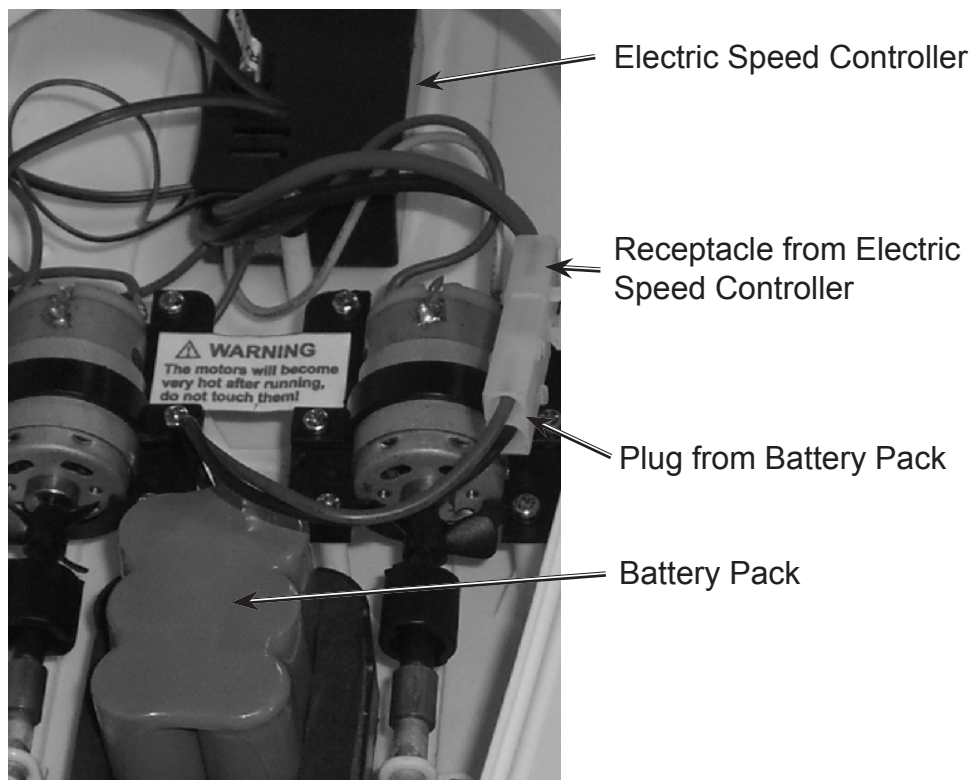 Electric Speed Controller
Receptacle from Electric
Speed Controller
WARNING
The motors will become
very hot after running,
do not touch them!
Plug from Battery Pack
Battery Pack